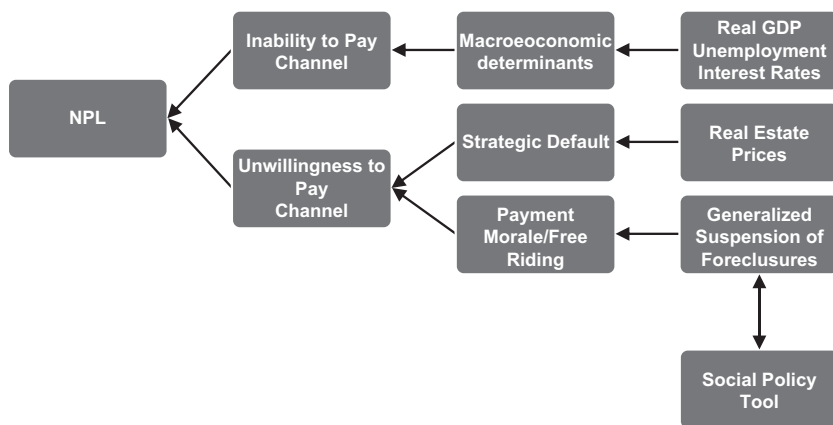 Inability to Pay
Channel
Macroeoconomic
determinants
Real GDP
Unemployment
Interest Rates
NPL
Strategic Default
Real Estate
Prices
Unwillingness to
Pay
Channel
Payment
Morale/Free
Riding
Generalized
Suspension of
Foreclusures
Social Policy
Tool